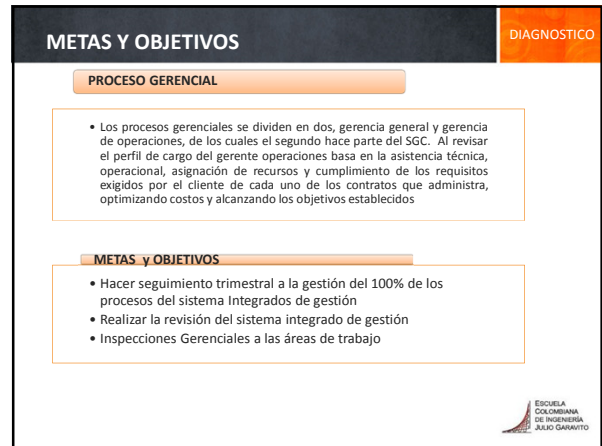 METAS Y OBJETIVOS
DIAGNOSTICO
PROCESO GERENCIAL
• Los procesos gerenciales se dividen en dos, gerencia general y gerencia
de operaciones, de los cuales el segundo hace parte del SGC. Al revisar
el perfil de cargo del gerente operaciones basa en la asistencia técnica,
operacional, asignación de recursos y cumplimiento de los requisitos
exigidos por el cliente de cada uno de los contratos que administra,
optimizando costos y alcanzando los objetivos establecidos
METAS y OBJETIVOS
• Hacer seguimiento trimestral a la gestión del 100% de los
procesos del sistema Integrados de gestión
• Realizar la revisión del sistema integrado de gestión
• Inspecciones Gerenciales a las áreas de trabajo
ESCUELA
COLOMBIANA
DE INGENIERÍA
JULIO GARAVITO